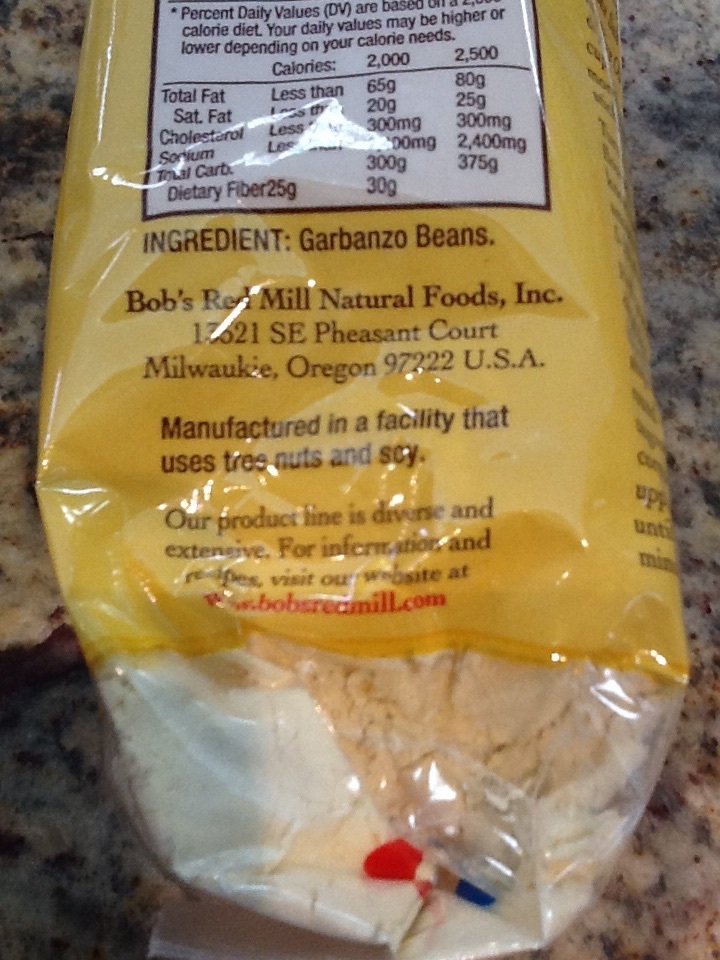 * Percent Daily Values (DV) are based on a
calorie diet. Your daily values may be higher or
lower depending on your calorie needs.
Calories: 2,000 2,500
Total Fat Less than 65g 80g
Sat. Fat Less 20g 25g
Cholesterol Less 300mg 300mg
Sodium 2,400mg
Total Carb. 300g 375g
Dietary Fiber25g 30g
INGREDIENT: Garbanzo Beans.
Bob's Red Mill Natural Foods, Inc.
13521 SE Pheasant Court
Milwaukie, Oregon 97222 U.S.A.
Manufactured in a facility that
uses tree nuts and soy.
Our product line is diverse and
extensive. For information and
recipes, visit our website at
www.bobsredmill.com